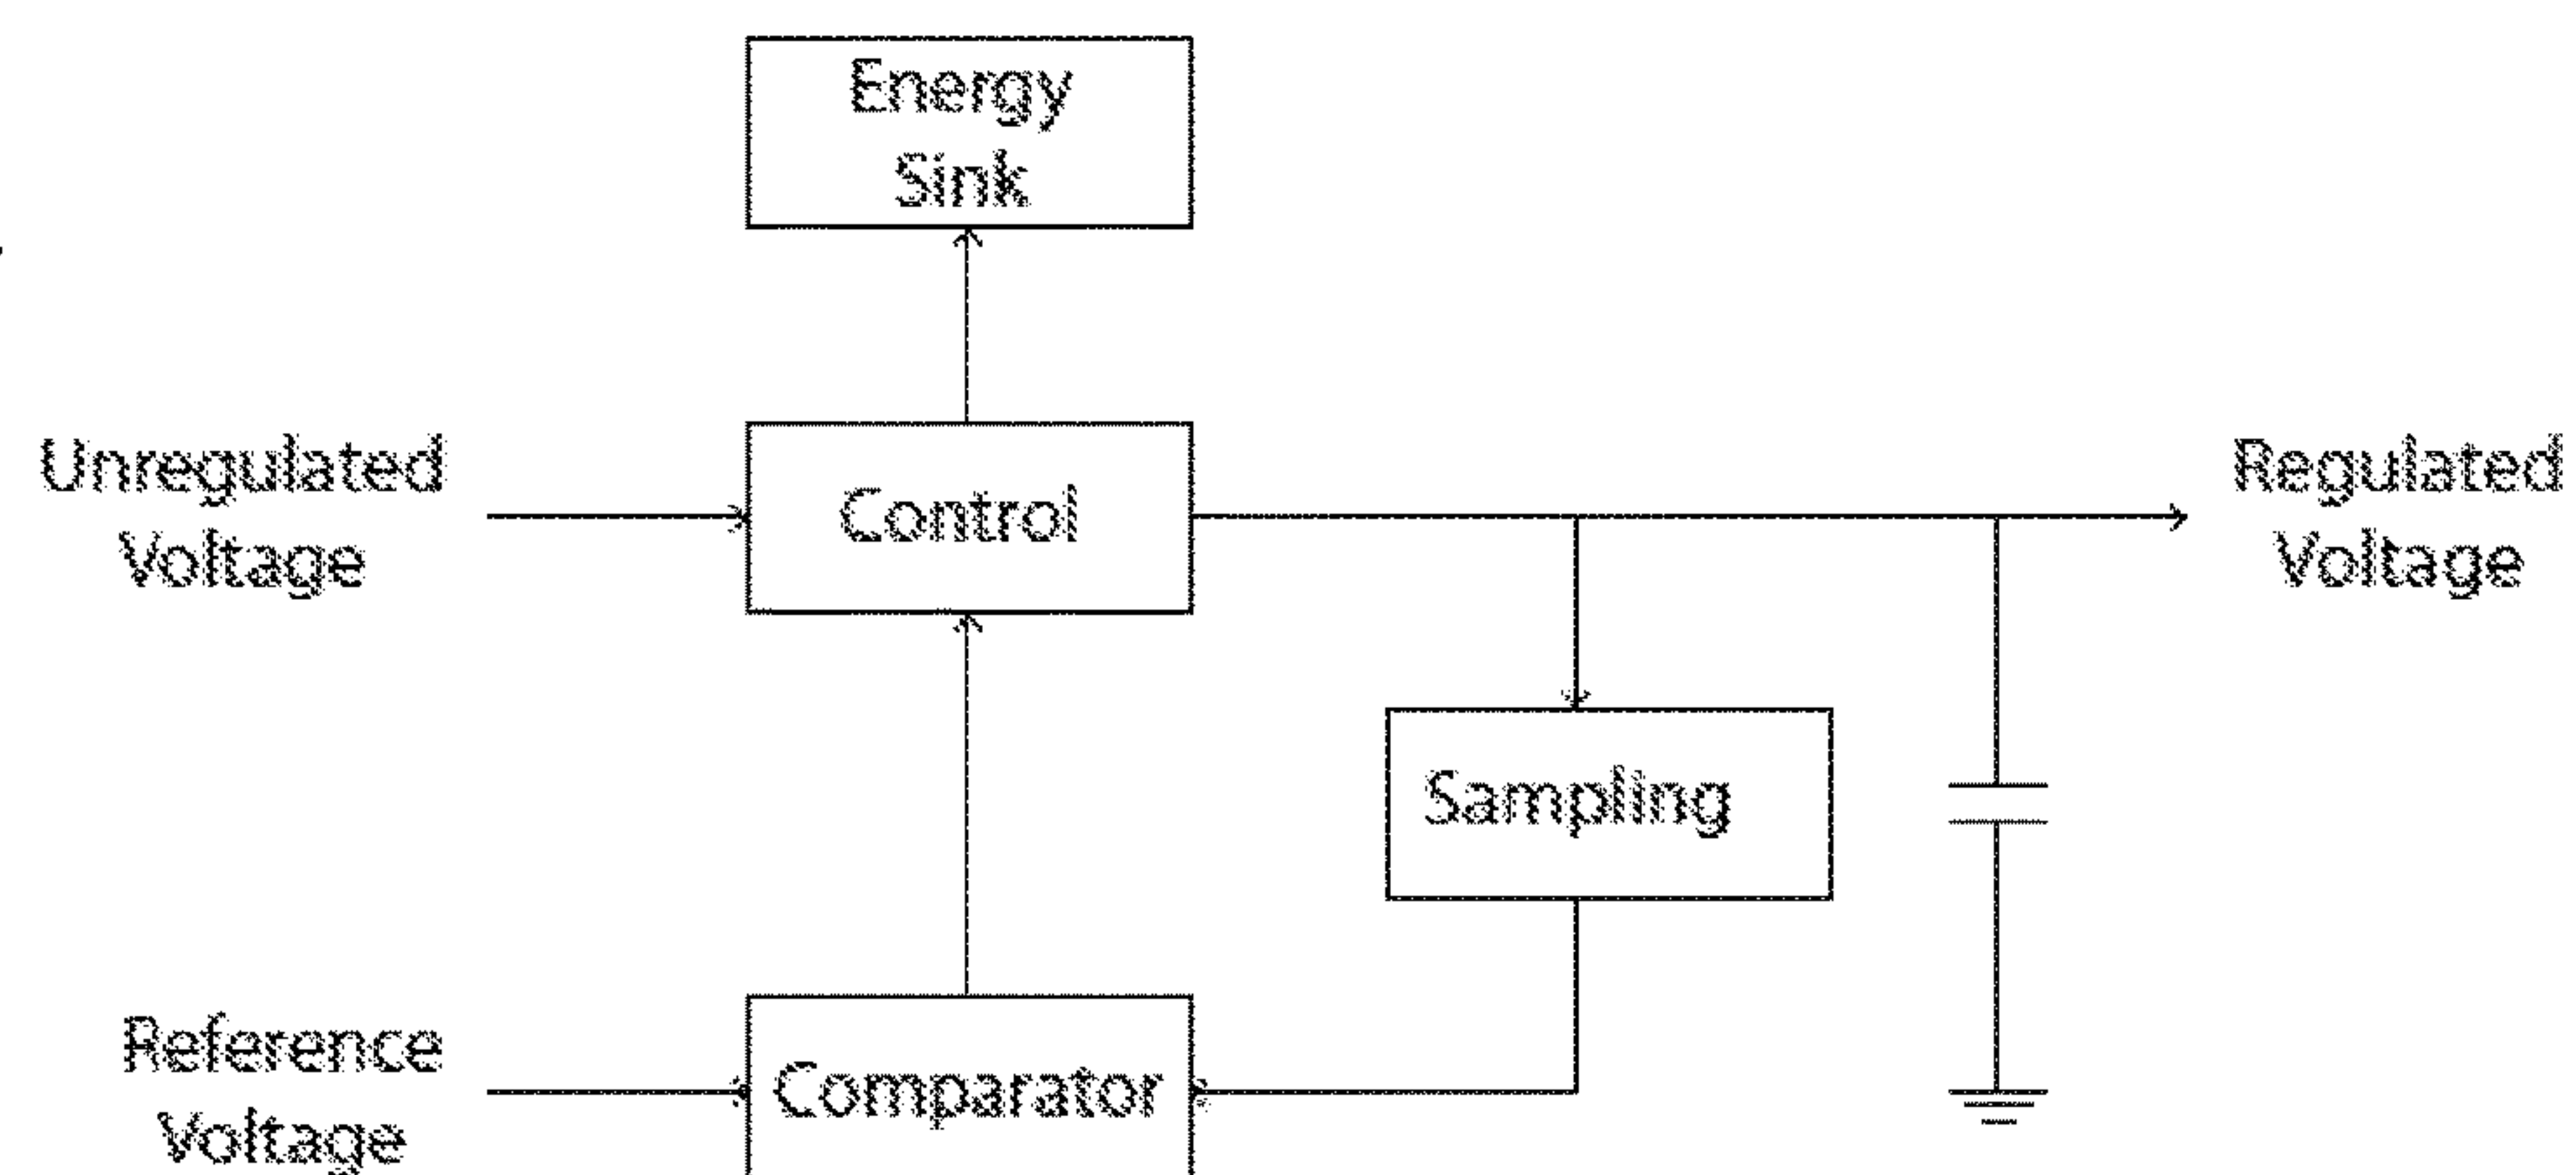 Energy
Sink
Unregulated
Voltage
Control
Regulated
Voltage
Sampling
Reference
Voltage
Comparator